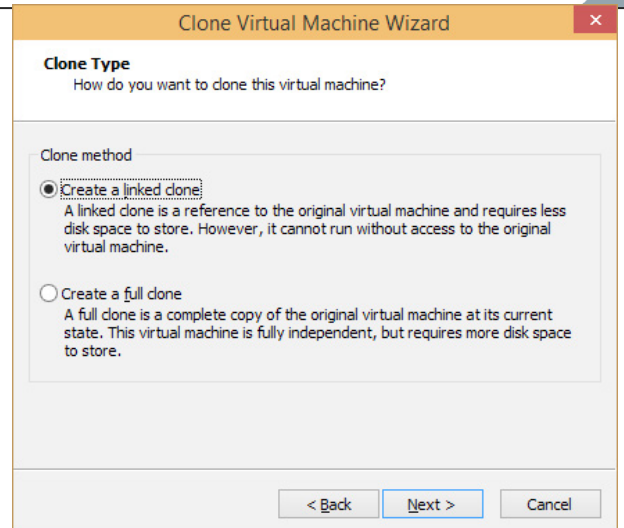 Clone Virtual Machine Wizard
Clone Type
How do you want to clone this virtual machine?
Clone method
Create a linked clone
A linked clone is a reference to the original virtual machine and requires less
disk space to store. However, it cannot run without access to the original
virtual machine.
Create a full clone
A full clone is a complete copy of the original virtual machine at its current
state. This virtual machine is fully independent, but requires more disk space
to store.
< Back
Next >
Cancel